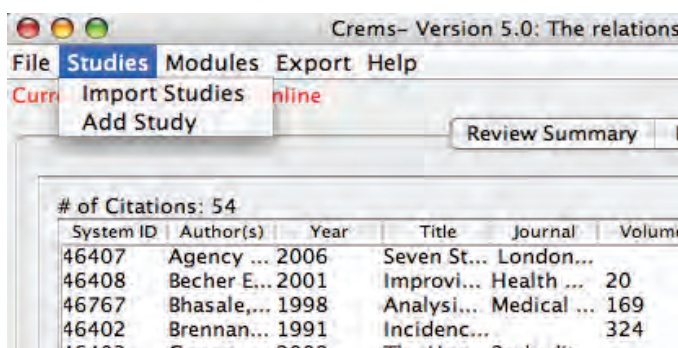 Crems- Version 5.0: The relations
File Studies Modules Export Help
Curr nline
Import Studies
Add Study
Review Summary
# of Citations: 54
System ID Author(s) Year Title Journal Volume
46407 Agency ... 2006 Seven St... London...
46408 Becher E... 2001 Improvi... Health ... 20
46767 Bhasale,... 1998 Analysi... Medical ... 169
46402 Brennan... 1991 Incidenc... 324